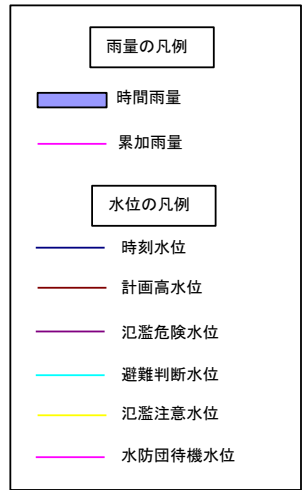 雨量の凡例
時間雨量
累加雨量
水位の凡例
時刻水位
計画高水位
氾濫危険水位
避難判断水位
氾濫注意水位
水防団待機水位